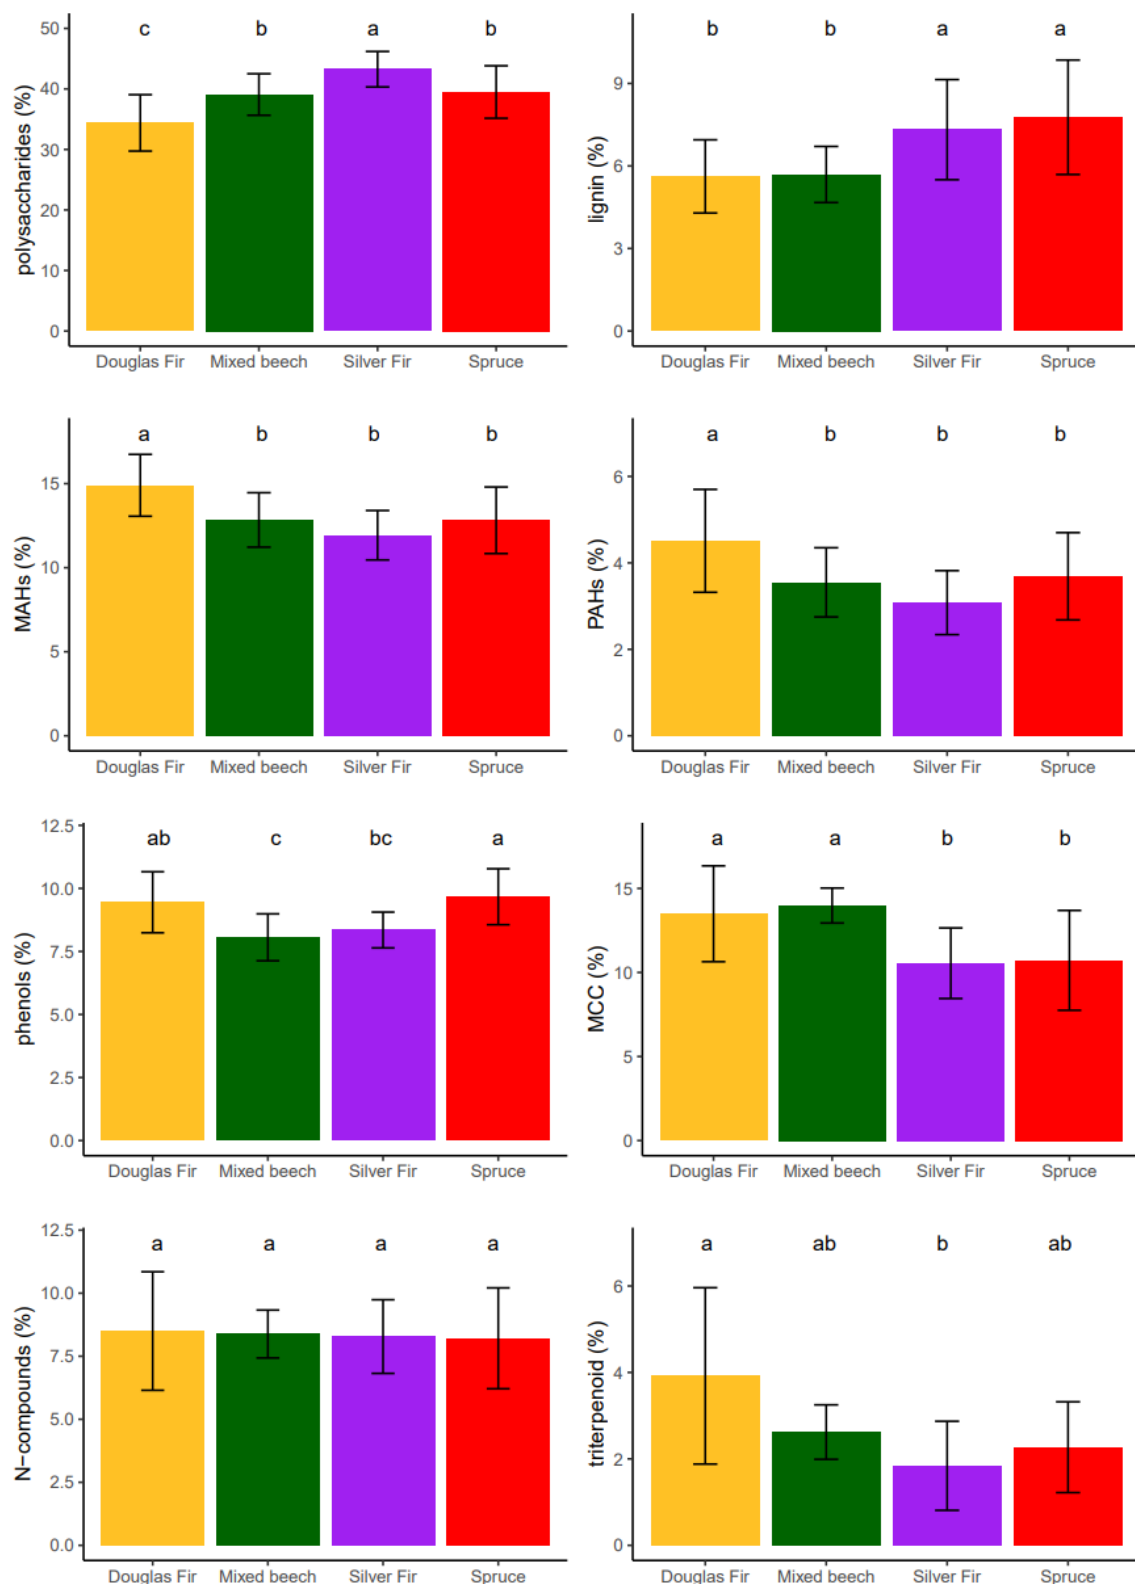 polysaccharides (%)
50
40
30
20
10
0
c b a b
Douglas Fir Mixed beech Silver Fir Spruce
lignin (%)
9
6
3
0
b b a a
Douglas Fir Mixed beech Silver Fir Spruce
MAHs (%)
15
10
5
0
a b b b
Douglas Fir Mixed beech Silver Fir Spruce
PAHs (%)
6
4
2
0
a b b b
Douglas Fir Mixed beech Silver Fir Spruce
phenols (%)
12.5
10.0
7.5
5.0
2.5
0.0
ab c bc a
Douglas Fir Mixed beech Silver Fir Spruce
MCC (%)
15
10
5
0
a a b b
Douglas Fir Mixed beech Silver Fir Spruce
N−compounds (%)
12.5
10.0
7.5
5.0
2.5
0.0
a a a a
Douglas Fir Mixed beech Silver Fir Spruce
triterpenoid (%)
6
4
2
0
a ab b ab
Douglas Fir Mixed beech Silver Fir Spruce